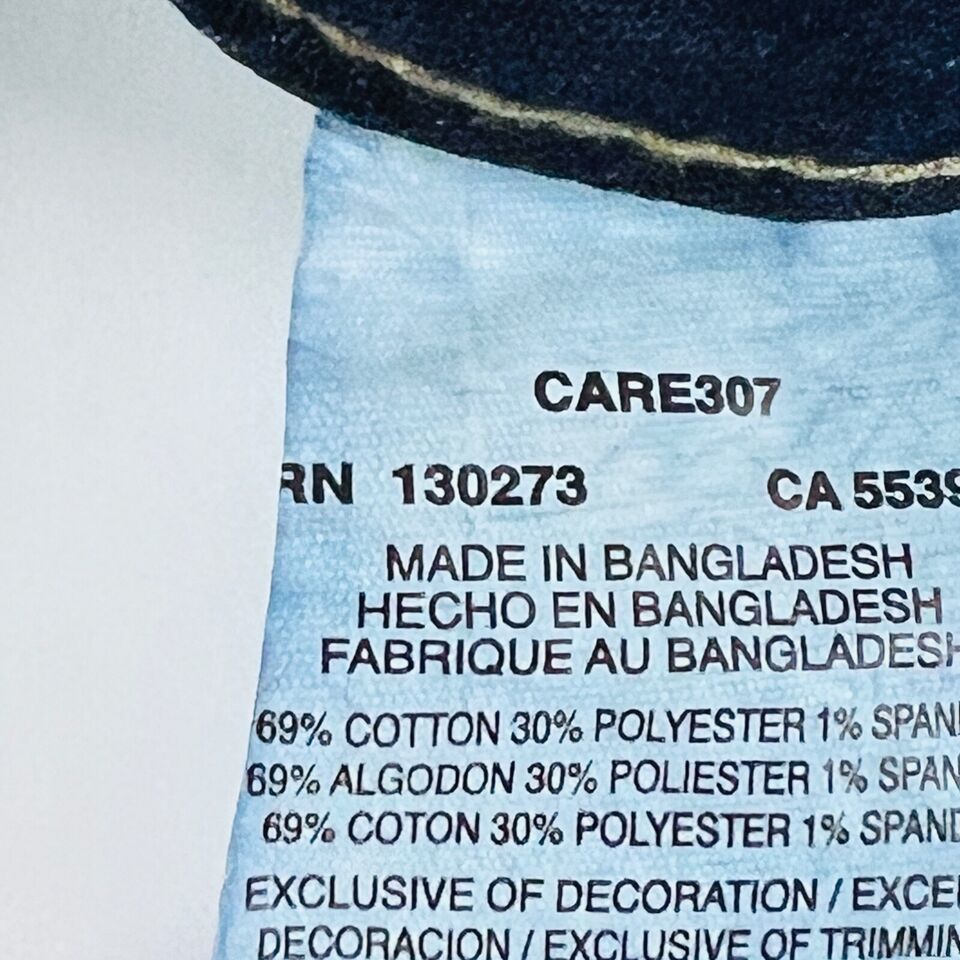 CARE307
RN 130273 CA 5539
MADE IN BANGLADESH
HECHO EN BANGLADESH
FABRIQUE AU BANGLADESH
69% COTTON 30% POLYESTER 1% SPAN
69% ALGODON 30% POLIESTER 1% SPAN
69% COTON 30% POLYESTER 1% SPAND
EXCLUSIVE OF DECORATION / EXCE
DECORACION / EXCLUSIVE OF TRIMMIN